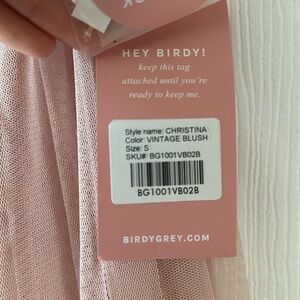 HEY BIRDY!
keep this tag
attached until you're
ready to keep me.
Style name: CHRISTINA
Color: VINTAGE BLUSH
Size: S
SKU#: BG1001VB02B
BG1001VB02B
BIRDYGREY.COM